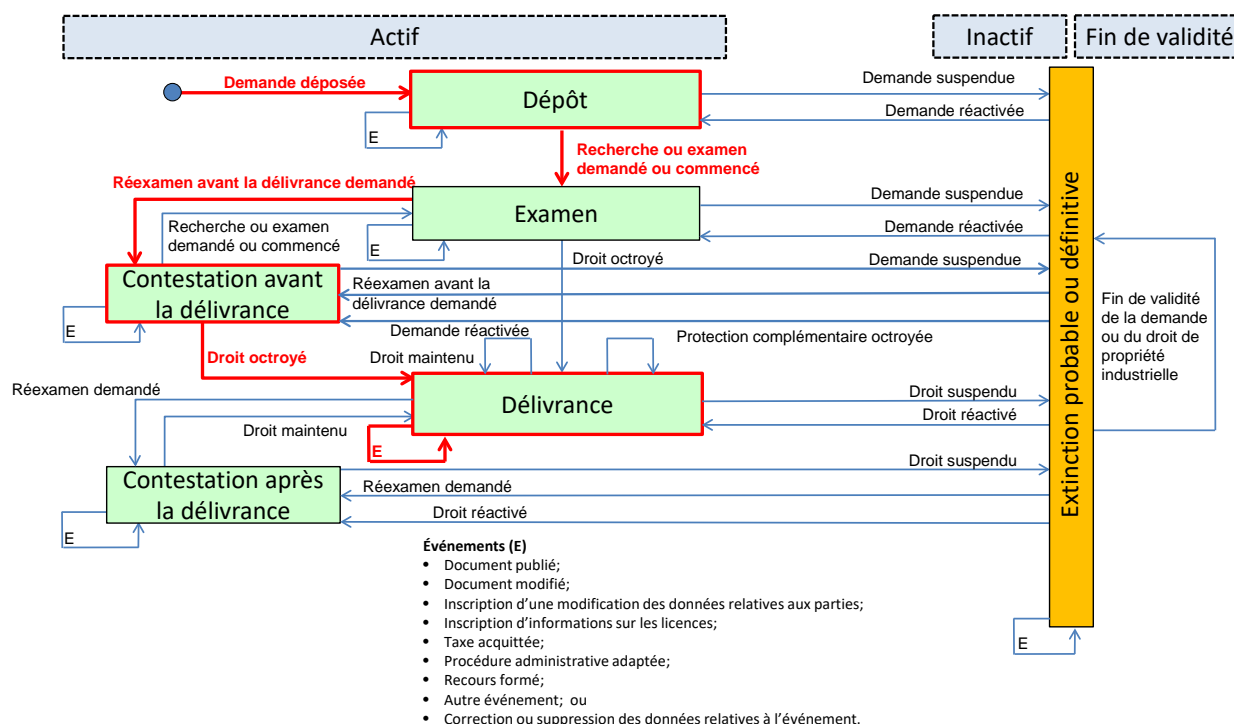 Actif
Inactif
Fin de validité
Demande déposée
Dépôt
Demande suspendue
Demande réactivée
E
Recherche ou examen
demandé ou commencé
Réexamen avant la délivrance demandé
Examen
Demande suspendue
Demande réactivée
Recherche ou examen
demandé ou commencé
E
Droit octroyé
Demande suspendue
Contestation avant
la délivrance
Réexamen avant la
délivrance demandé
E
Demande réactivée
Protection complémentaire octroyée
Droit octroyé
Droit maintenu
Fin de validité
de la demande
ou du droit de
propriété
industrielle
Extinction probable ou définitive
Réexamen demandé
Délivrance
Droit suspendu
Droit réactivé
Droit maintenu
E
Droit suspendu
Contestation après
la délivrance
Réexamen demandé
Droit réactivé
E
Événements (E)
• Document publié;
• Document modifié;
• Inscription d’une modification des données relatives aux parties;
• Inscription d’informations sur les licences;
• Taxe acquittée;
• Procédure administrative adaptée;
• Recours formé;
• Autre événement; ou
• Correction ou suppression des données relatives à l’événement.
E